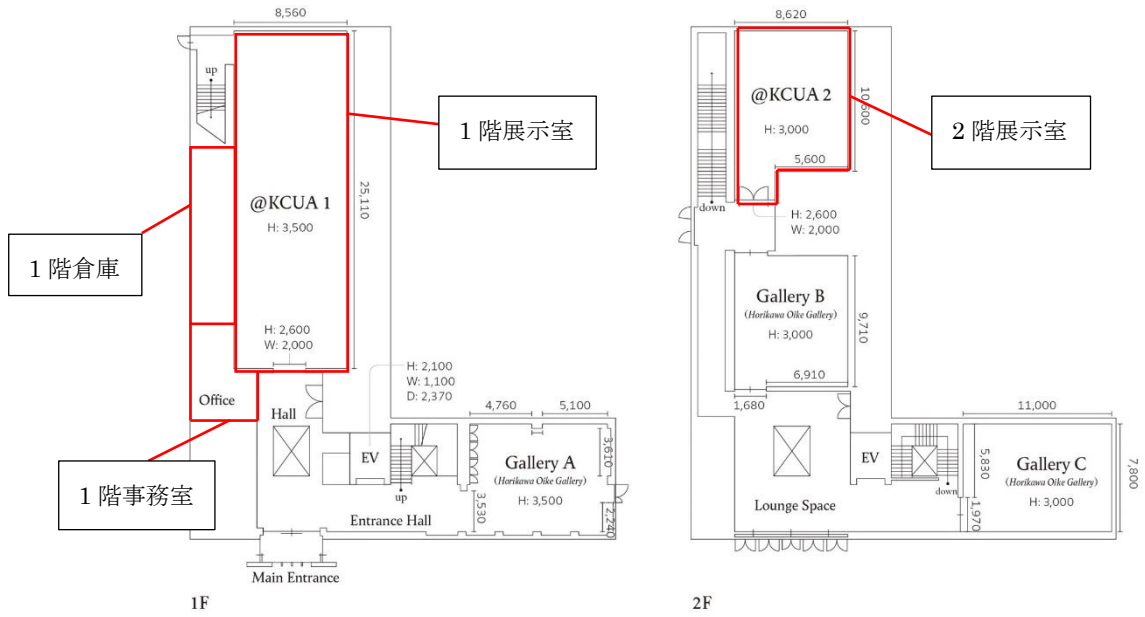 8,560
up
@KCUA 1
H: 3,500
25,110
1 階展示室
1 階倉庫
H: 2,600
W: 2,000
Office
Hall
1 階事務室
H: 2,100
W: 1,100
D: 2,370
EV
up
4,760
5,100
3,610
Gallery A
(Horikawa Oike Gallery)
H: 3,500
3,530
2,240
Entrance Hall
Main Entrance
1F
8,620
@KCUA 2
H: 3,000
10,600
5,600
2 階展示室
down
H: 2,600
W: 2,000
Gallery B
(Horikawa Oike Gallery)
H: 3,000
9,710
6,910
1,680
EV
down
Lounge Space
11,000
5,830
1,970
Gallery C
(Horikawa Oike Gallery)
H: 3,000
7,800
2F